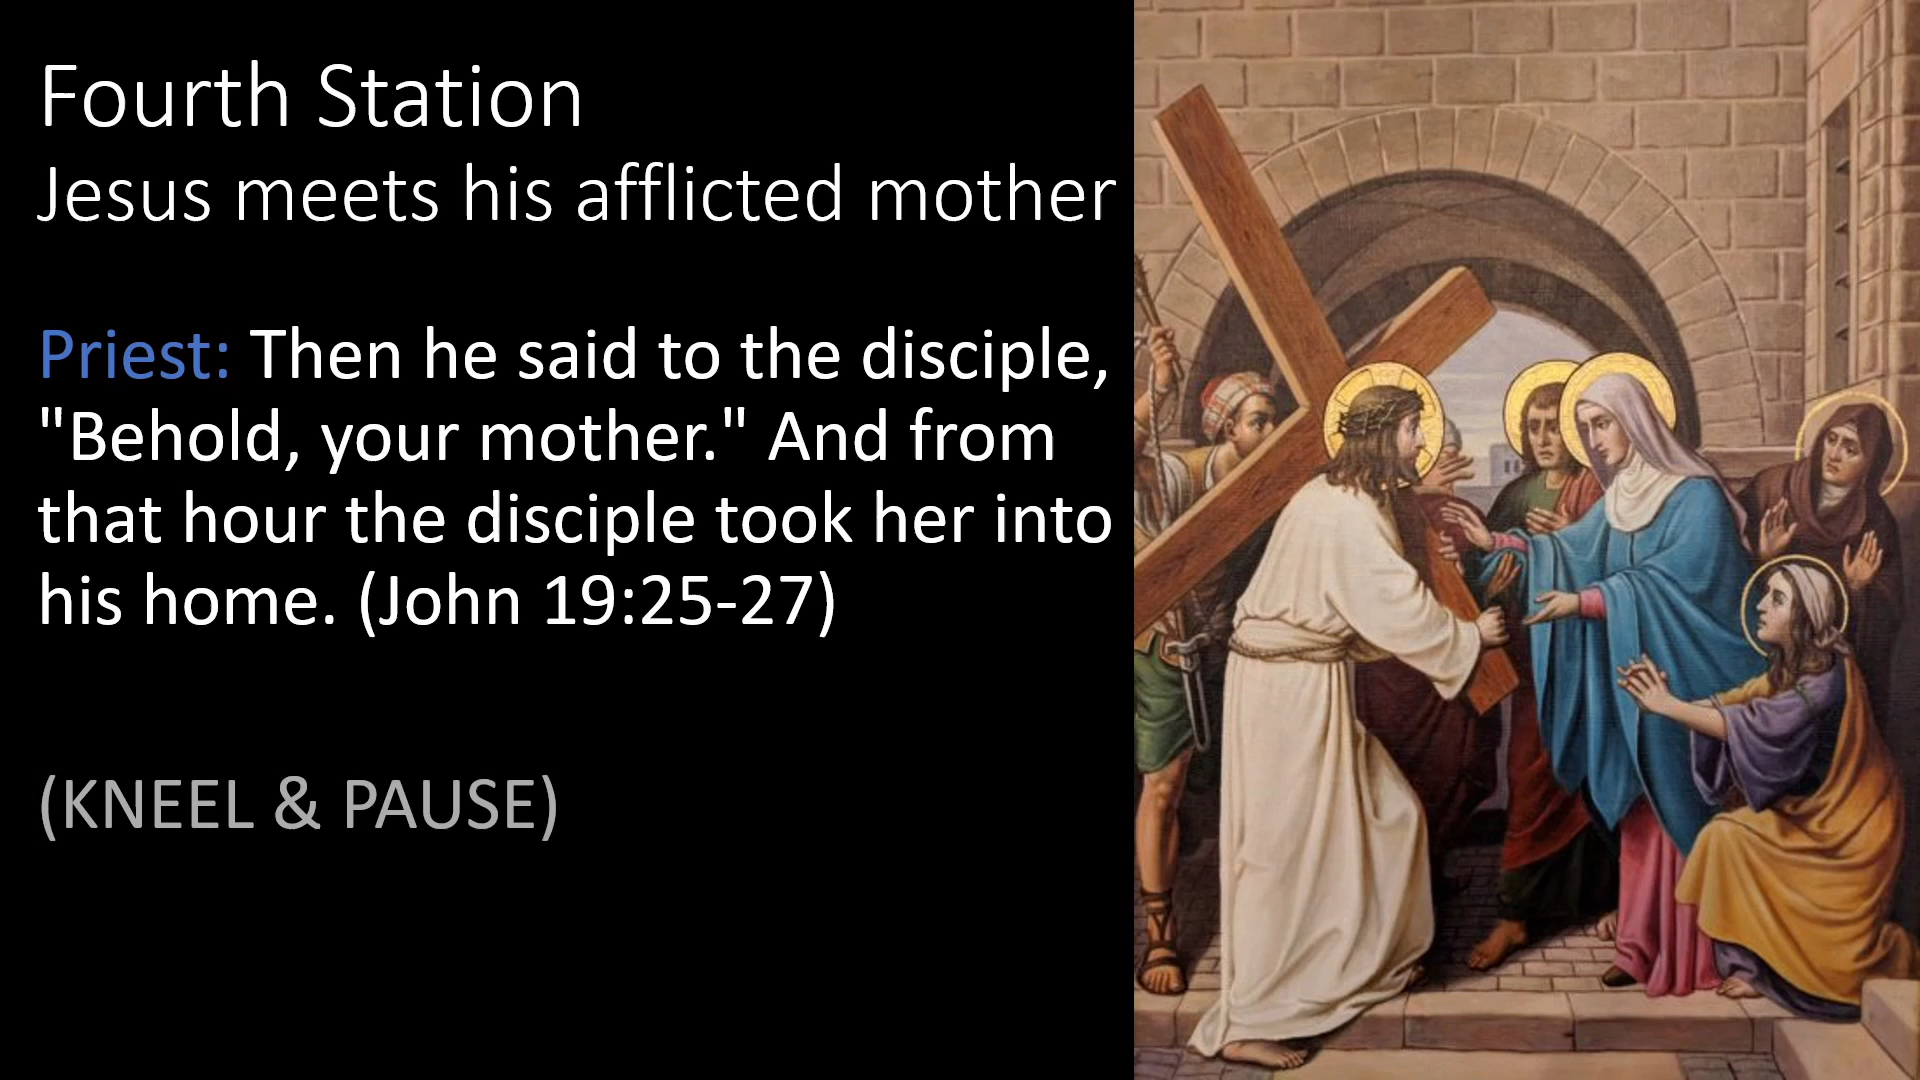 Fourth Station
Jesus meets his afflicted mother
Priest: Then he said to the disciple,
"Behold, your mother." And from
that hour the disciple took her into
his home. (John 19:25-27)
(KNEEL & PAUSE)